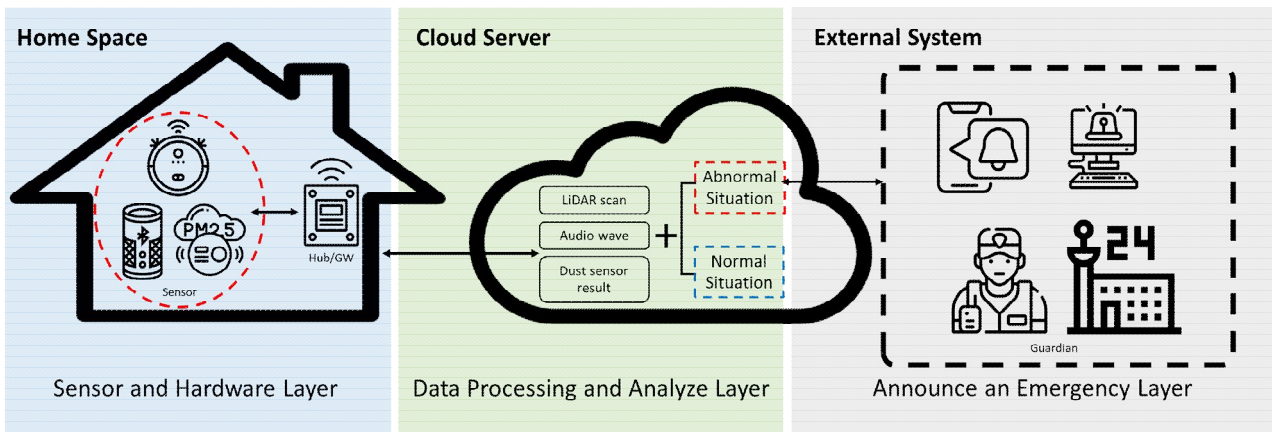 Home Space
PM2.5
Hub/GW
Sensor
Sensor and Hardware Layer
Cloud Server
LiDAR scan
Audio wave
Dust sensor
result
+
Abnormal
Situation
Normal
Situation
Data Processing and Analyze Layer
External System
24
Guardian
Announce an Emergency Layer